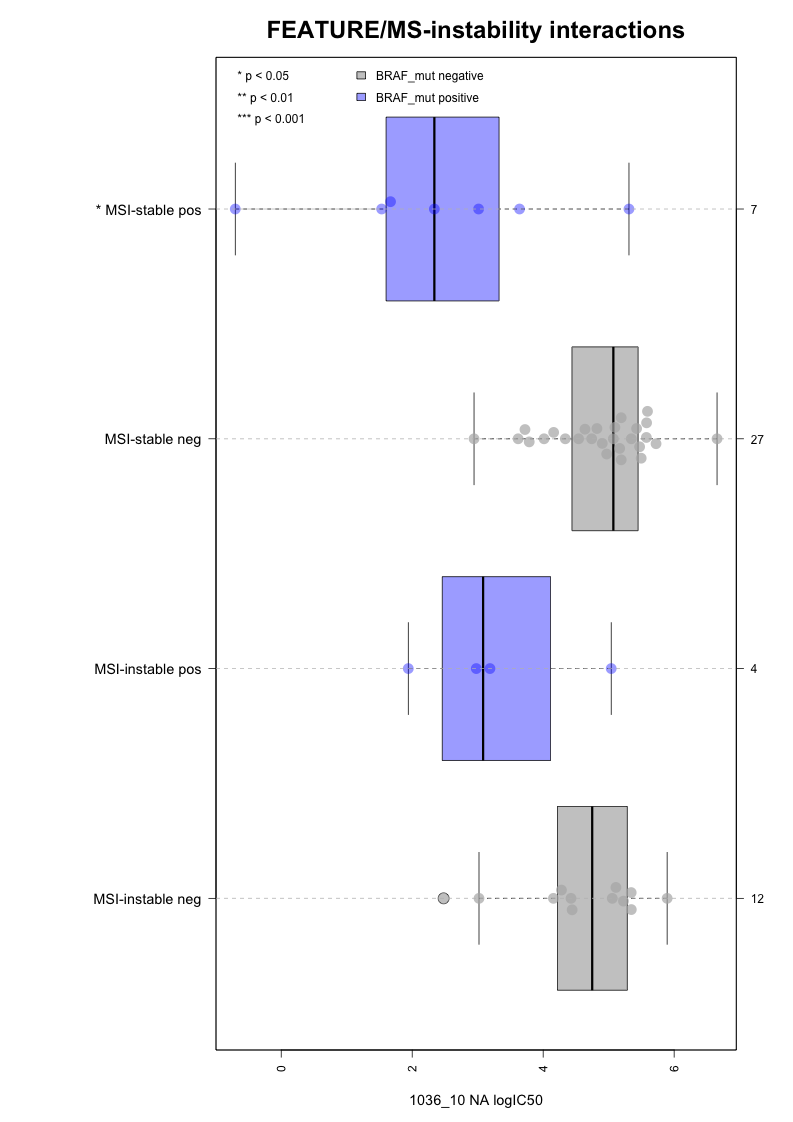 FEATURE/MS-instability interactions
* p < 0.05
** p < 0.01
*** p < 0.001
BRAF_mut negative
BRAF_mut positive
* MSI-stable pos
7
MSI-stable neg
27
MSI-instable pos
4
MSI-instable neg
12
0
2
4
6
1036_10 NA logIC50